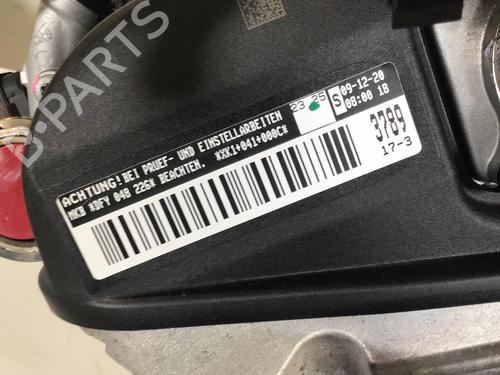 B-PARTS
ACHTUNG! BEI PRUEF- UND EINSTELLARBEITEN
MKB *DFY 048 226* BEACHTEN. *XK1+041+000C*
23 25
S
09-12-20
08:00 18
3789
17-3